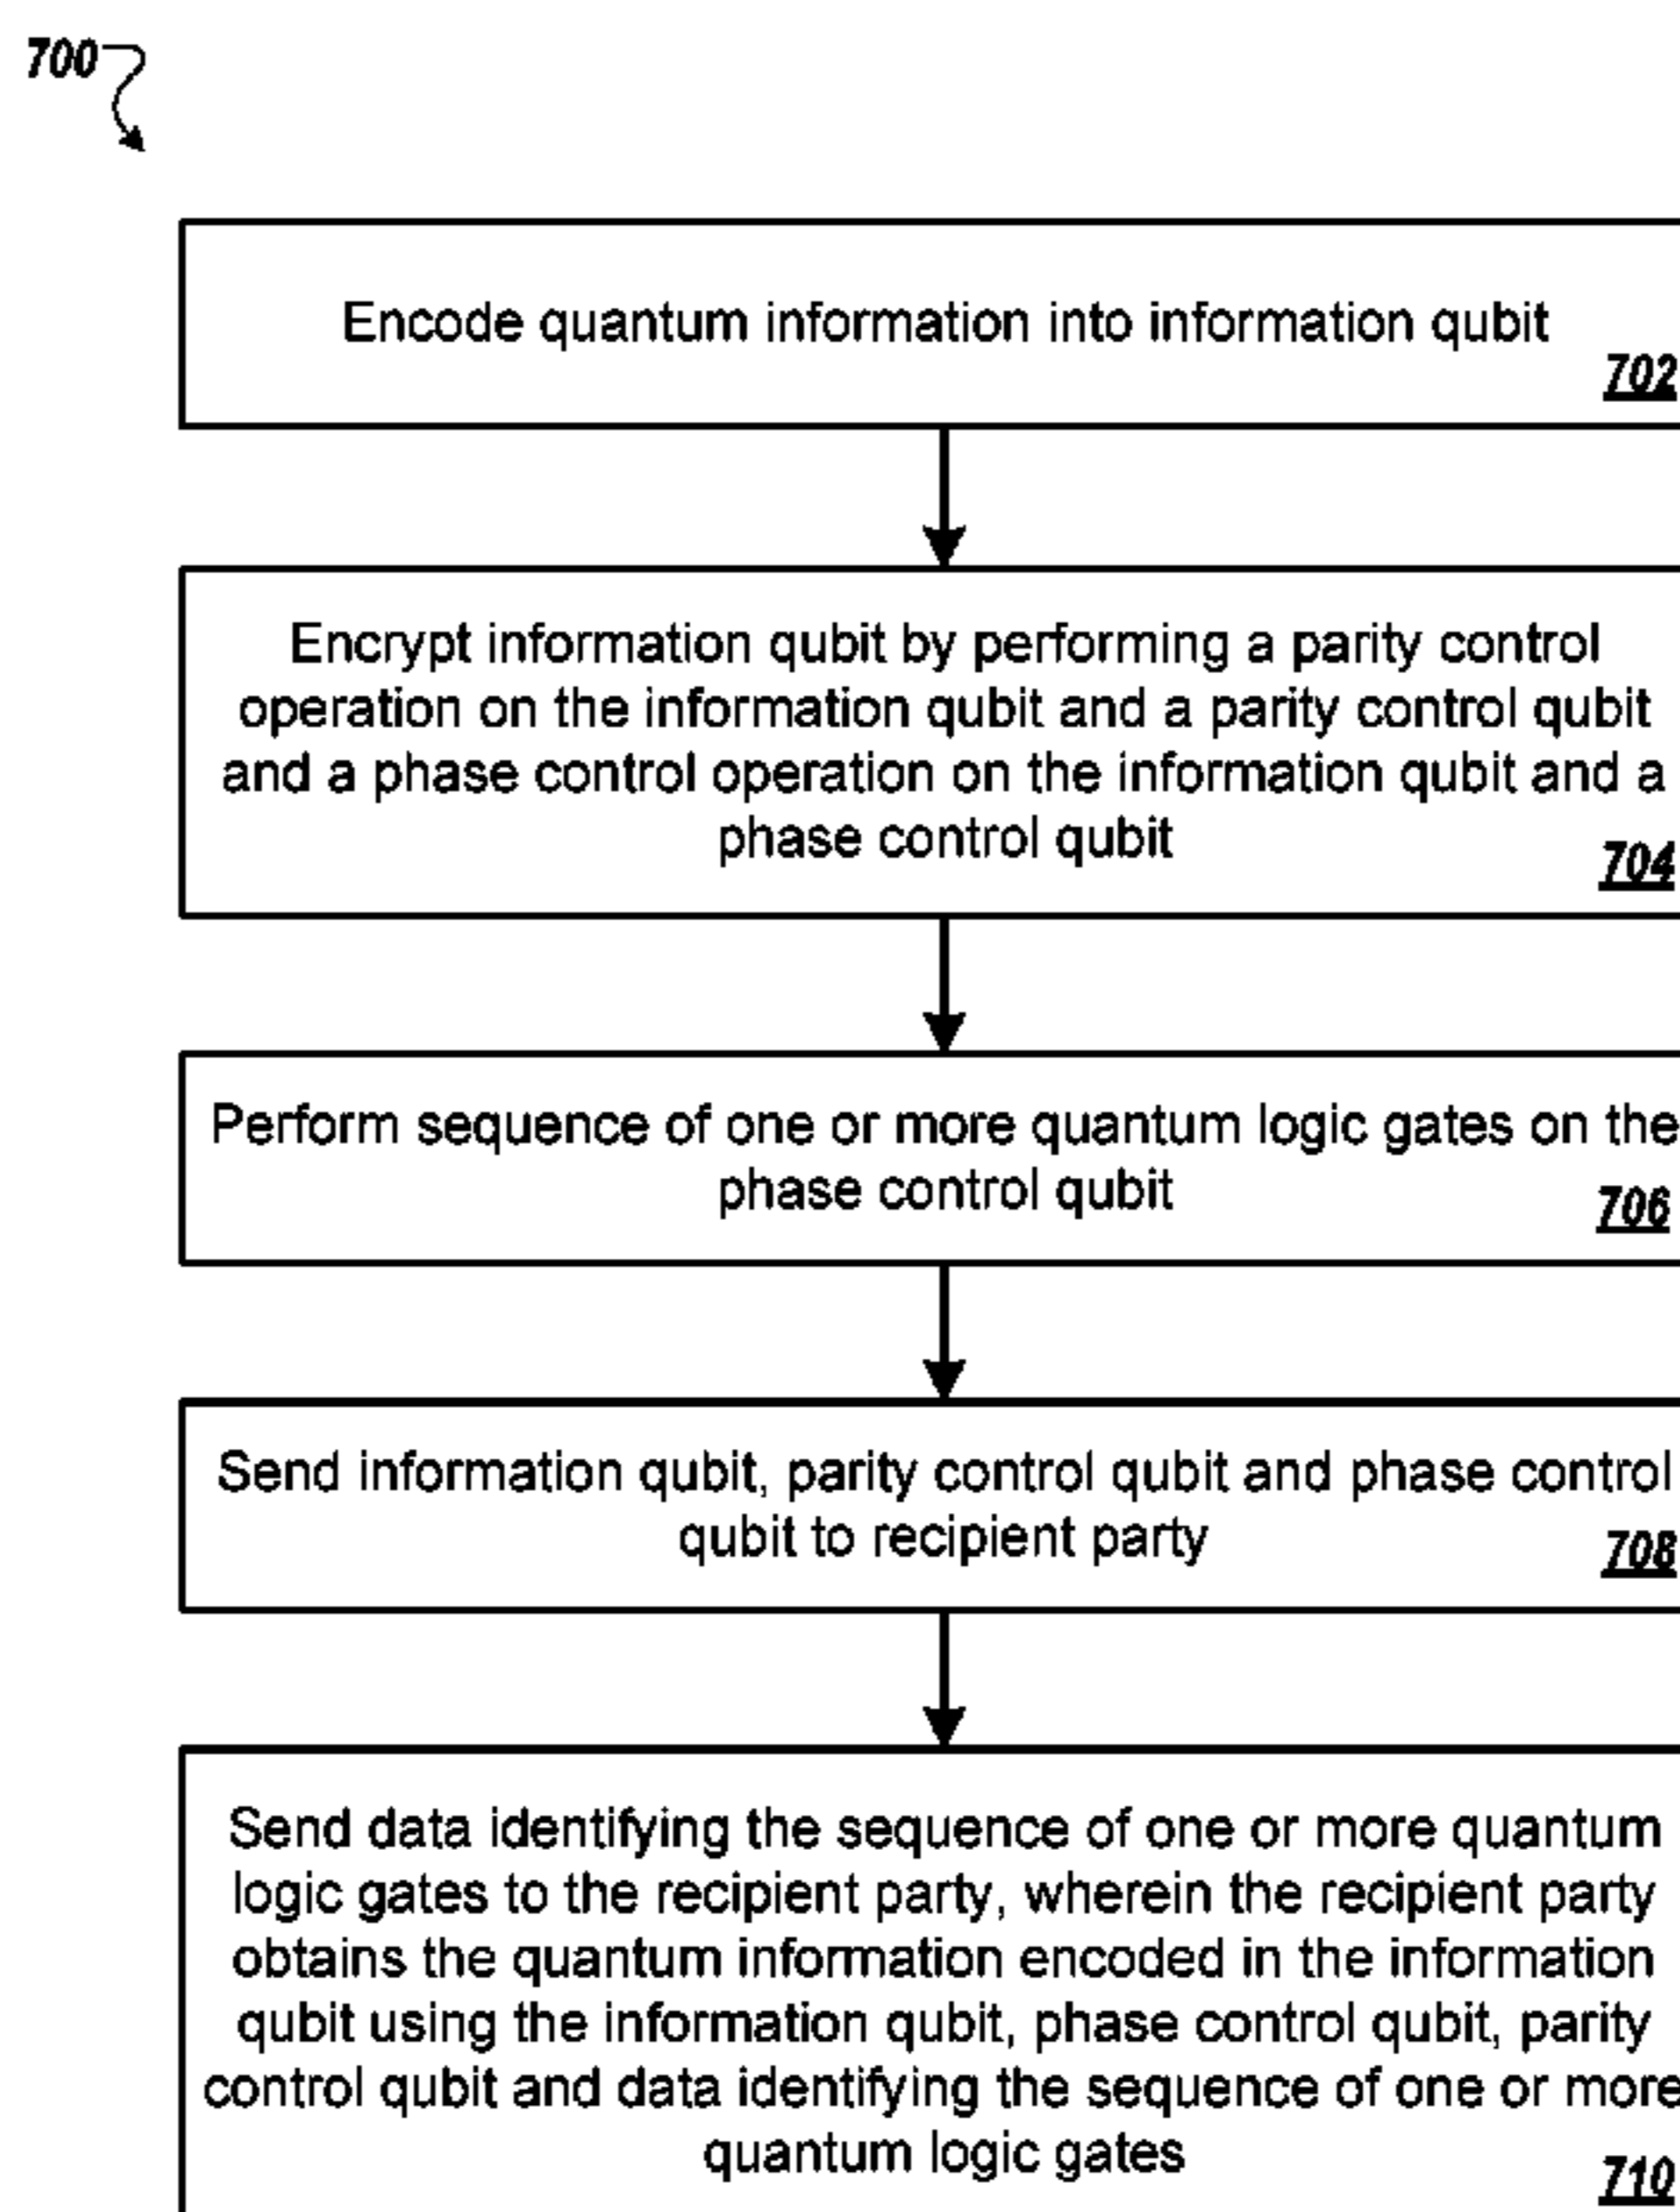 700
Encode quantum information into information qubit
702
Encrypt information qubit by performing a parity control
operation on the information qubit and a parity control qubit
and a phase control operation on the information qubit and a
phase control qubit
704
Perform sequence of one or more quantum logic gates on the
phase control qubit
706
Send information qubit, parity control qubit and phase control
qubit to recipient party
708
Send data identifying the sequence of one or more quantum
logic gates to the recipient party, wherein the recipient party
obtains the quantum information encoded in the information
qubit using the information qubit, phase control qubit, parity
control qubit and data identifying the sequence of one or more
quantum logic gates
710